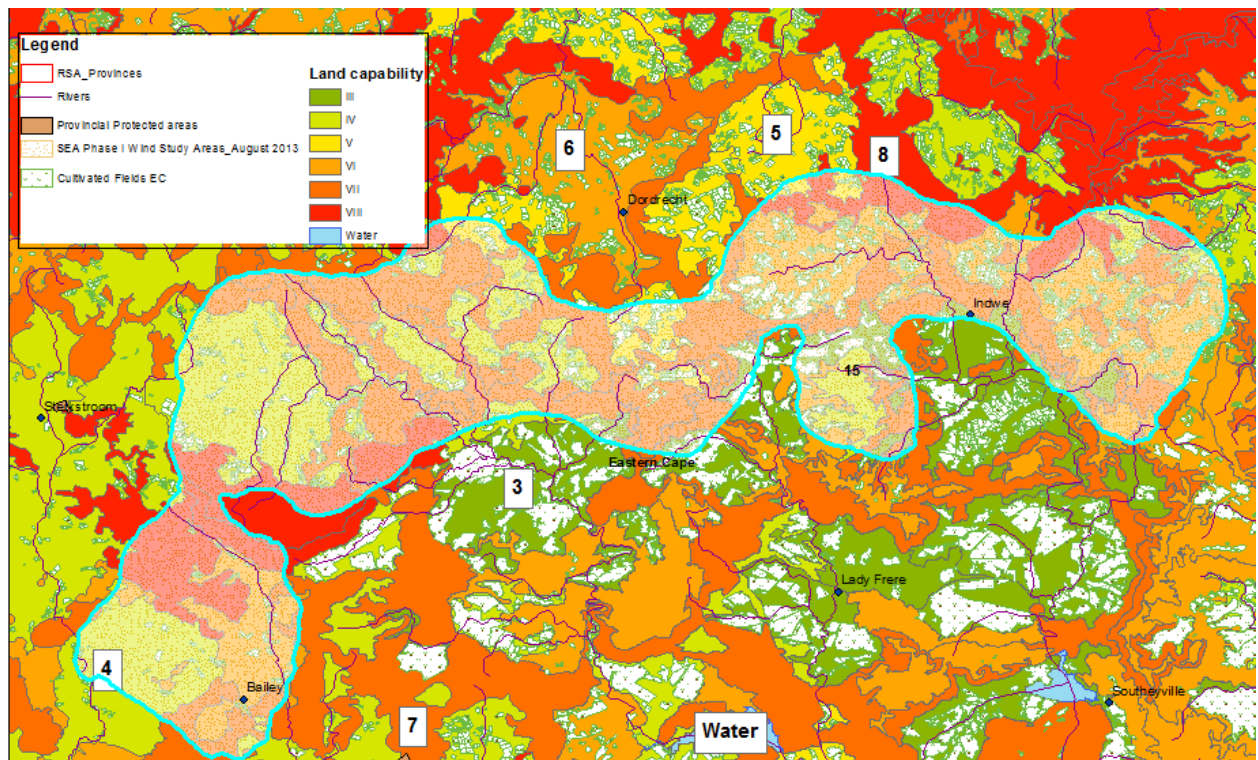 Legend
RSA_Provinces
Rivers
Provincial Protected areas
SEA Phase I Wind Study Areas_August 2013
Cultivated Fields EC
Land capability
III
IV
V
VI
VII
VIII
Water
5
6
8
Dordrecht
Indwe
15
Sterkstroom
Eastern Cape
3
Lady Frere
4
Bailey
Southeyville
7
Water